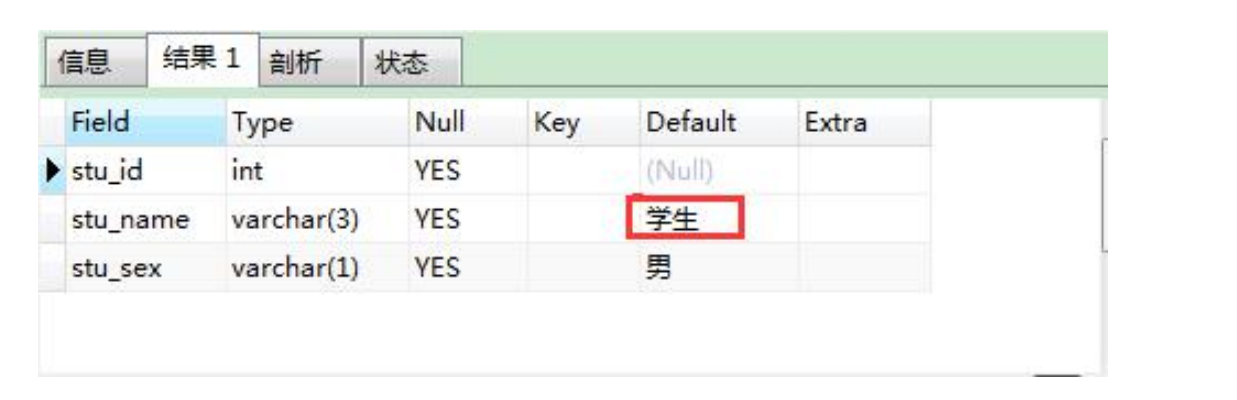 信息 结果 1 剖析 状态
Field Type Null Key Default Extra
stu_id int YES (Null)
stu_name varchar(3) YES 学生
stu_sex varchar(1) YES 男